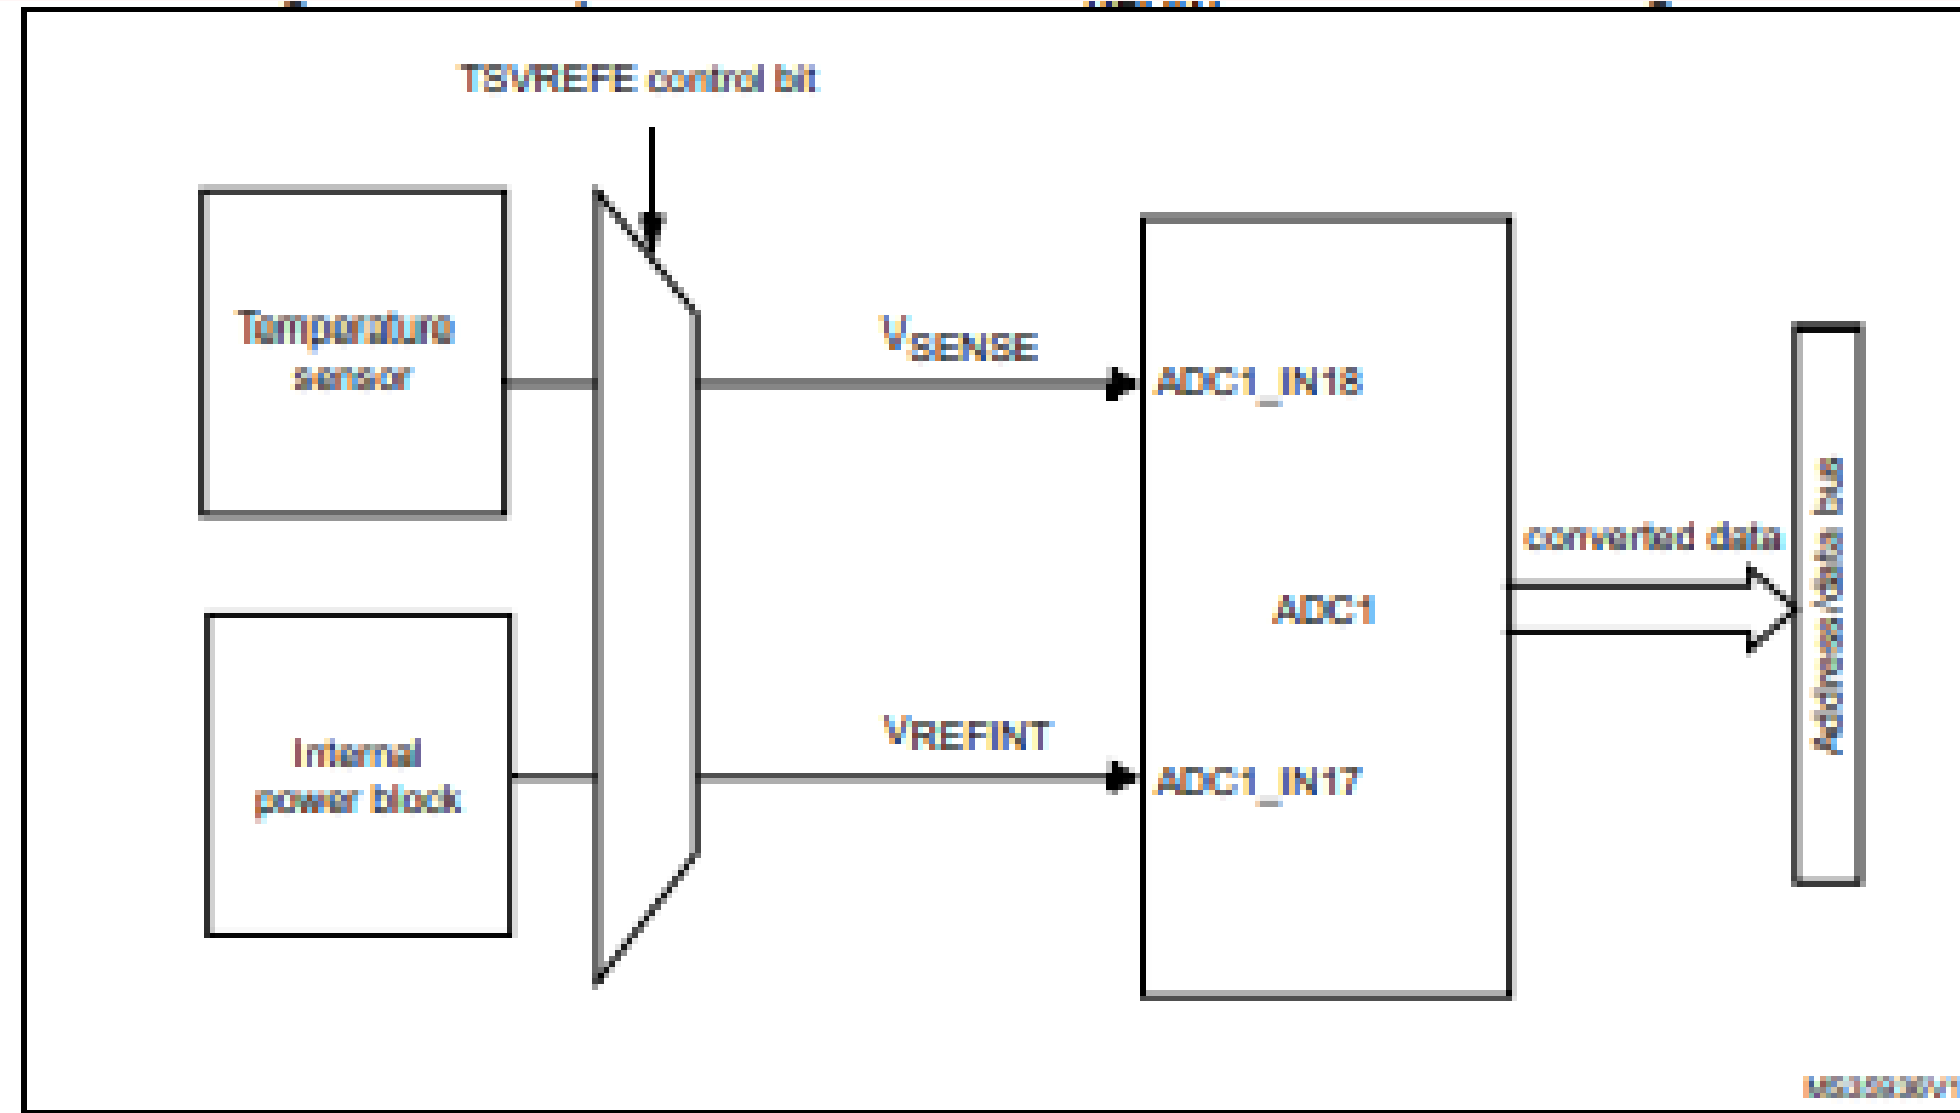 TSVREFE control bit
Temperature
sensor
VSENSE
ADC1_IN18
converted data
Address/data bus
ADC1
Internal
power block
VREFINT
ADC1_IN17